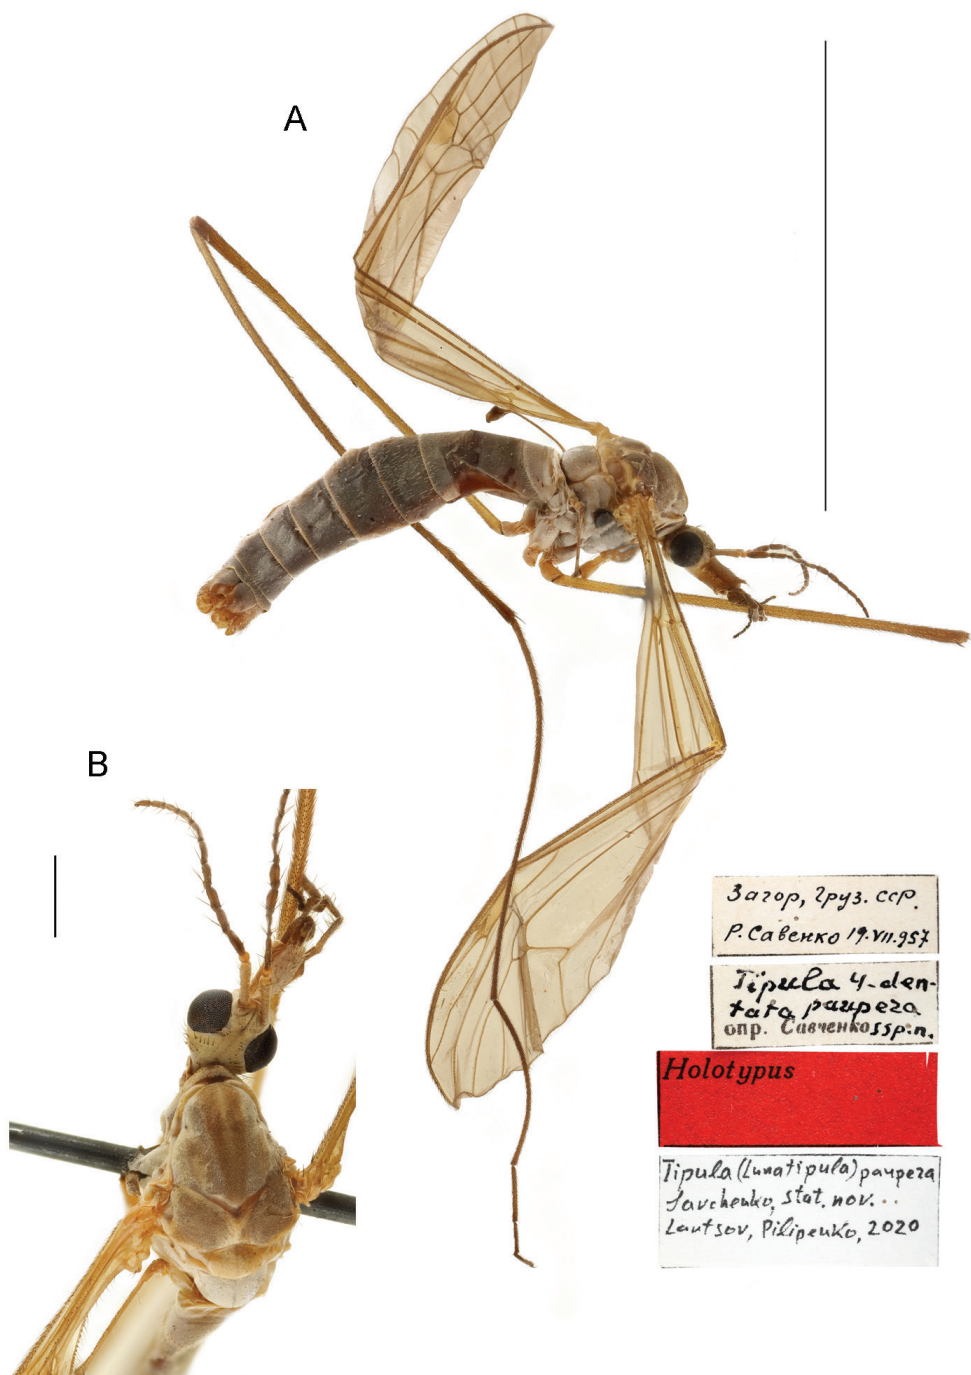 A
B
Загор, Груз. сср.
Р. Савенко 19.VII.957
Tipula 4-den-
tata paupera
опр. Савченко ssp. n.
Holotypus
Tipula (Lunatipula) paupera
Savchenko, stat. nov...
Lantsov, Pilipenko, 2020